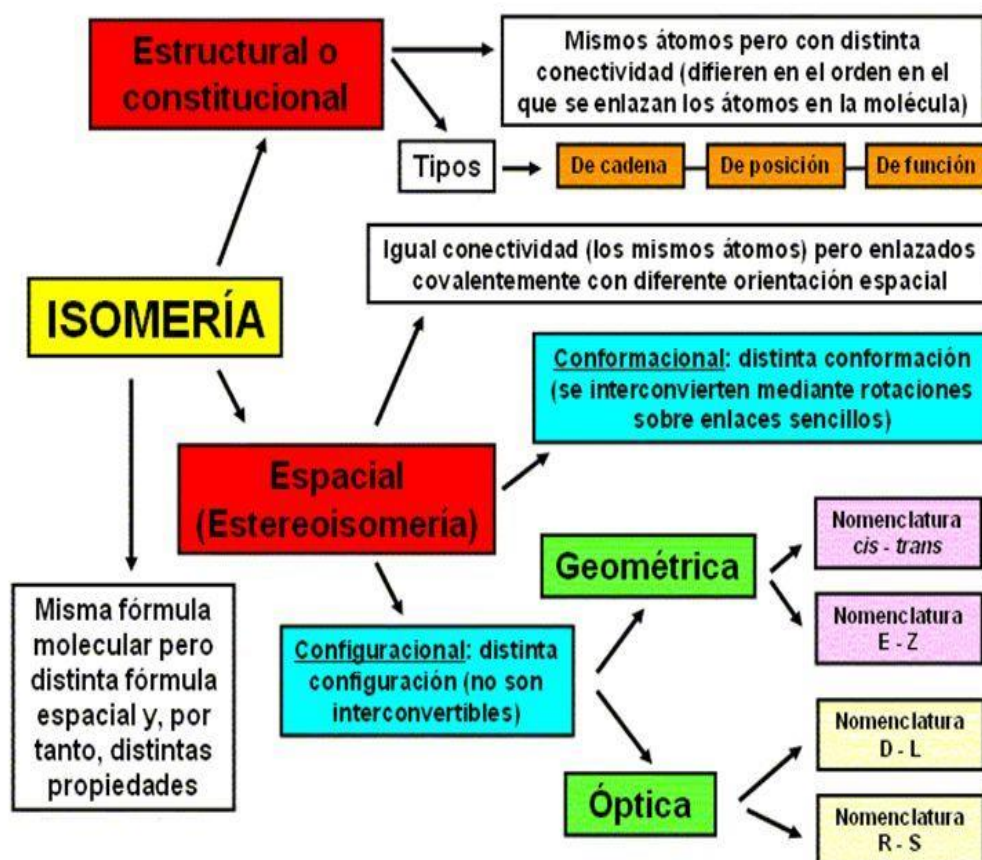 Estructural o
constitucional
Mismos átomos pero con distinta
conectividad (difieren en el orden en el
que se enlazan los átomos en la molécula)
Tipos
De cadena
De posición
De función
Igual conectividad (los mismos átomos) pero enlazados
covalentemente con diferente orientación espacial
ISOMERÍA
Conformacional: distinta conformación
(se interconvierten mediante rotaciones
sobre enlaces sencillos)
Espacial
(Estereoisomería)
Misma fórmula
molecular pero
distinta fórmula
espacial y, por
tanto, distintas
propiedades
Configuracional: distinta
configuración (no son
interconvertibles)
Geométrica
Nomenclatura
cis - trans
Nomenclatura
E - Z
Óptica
Nomenclatura
D - L
Nomenclatura
R - S